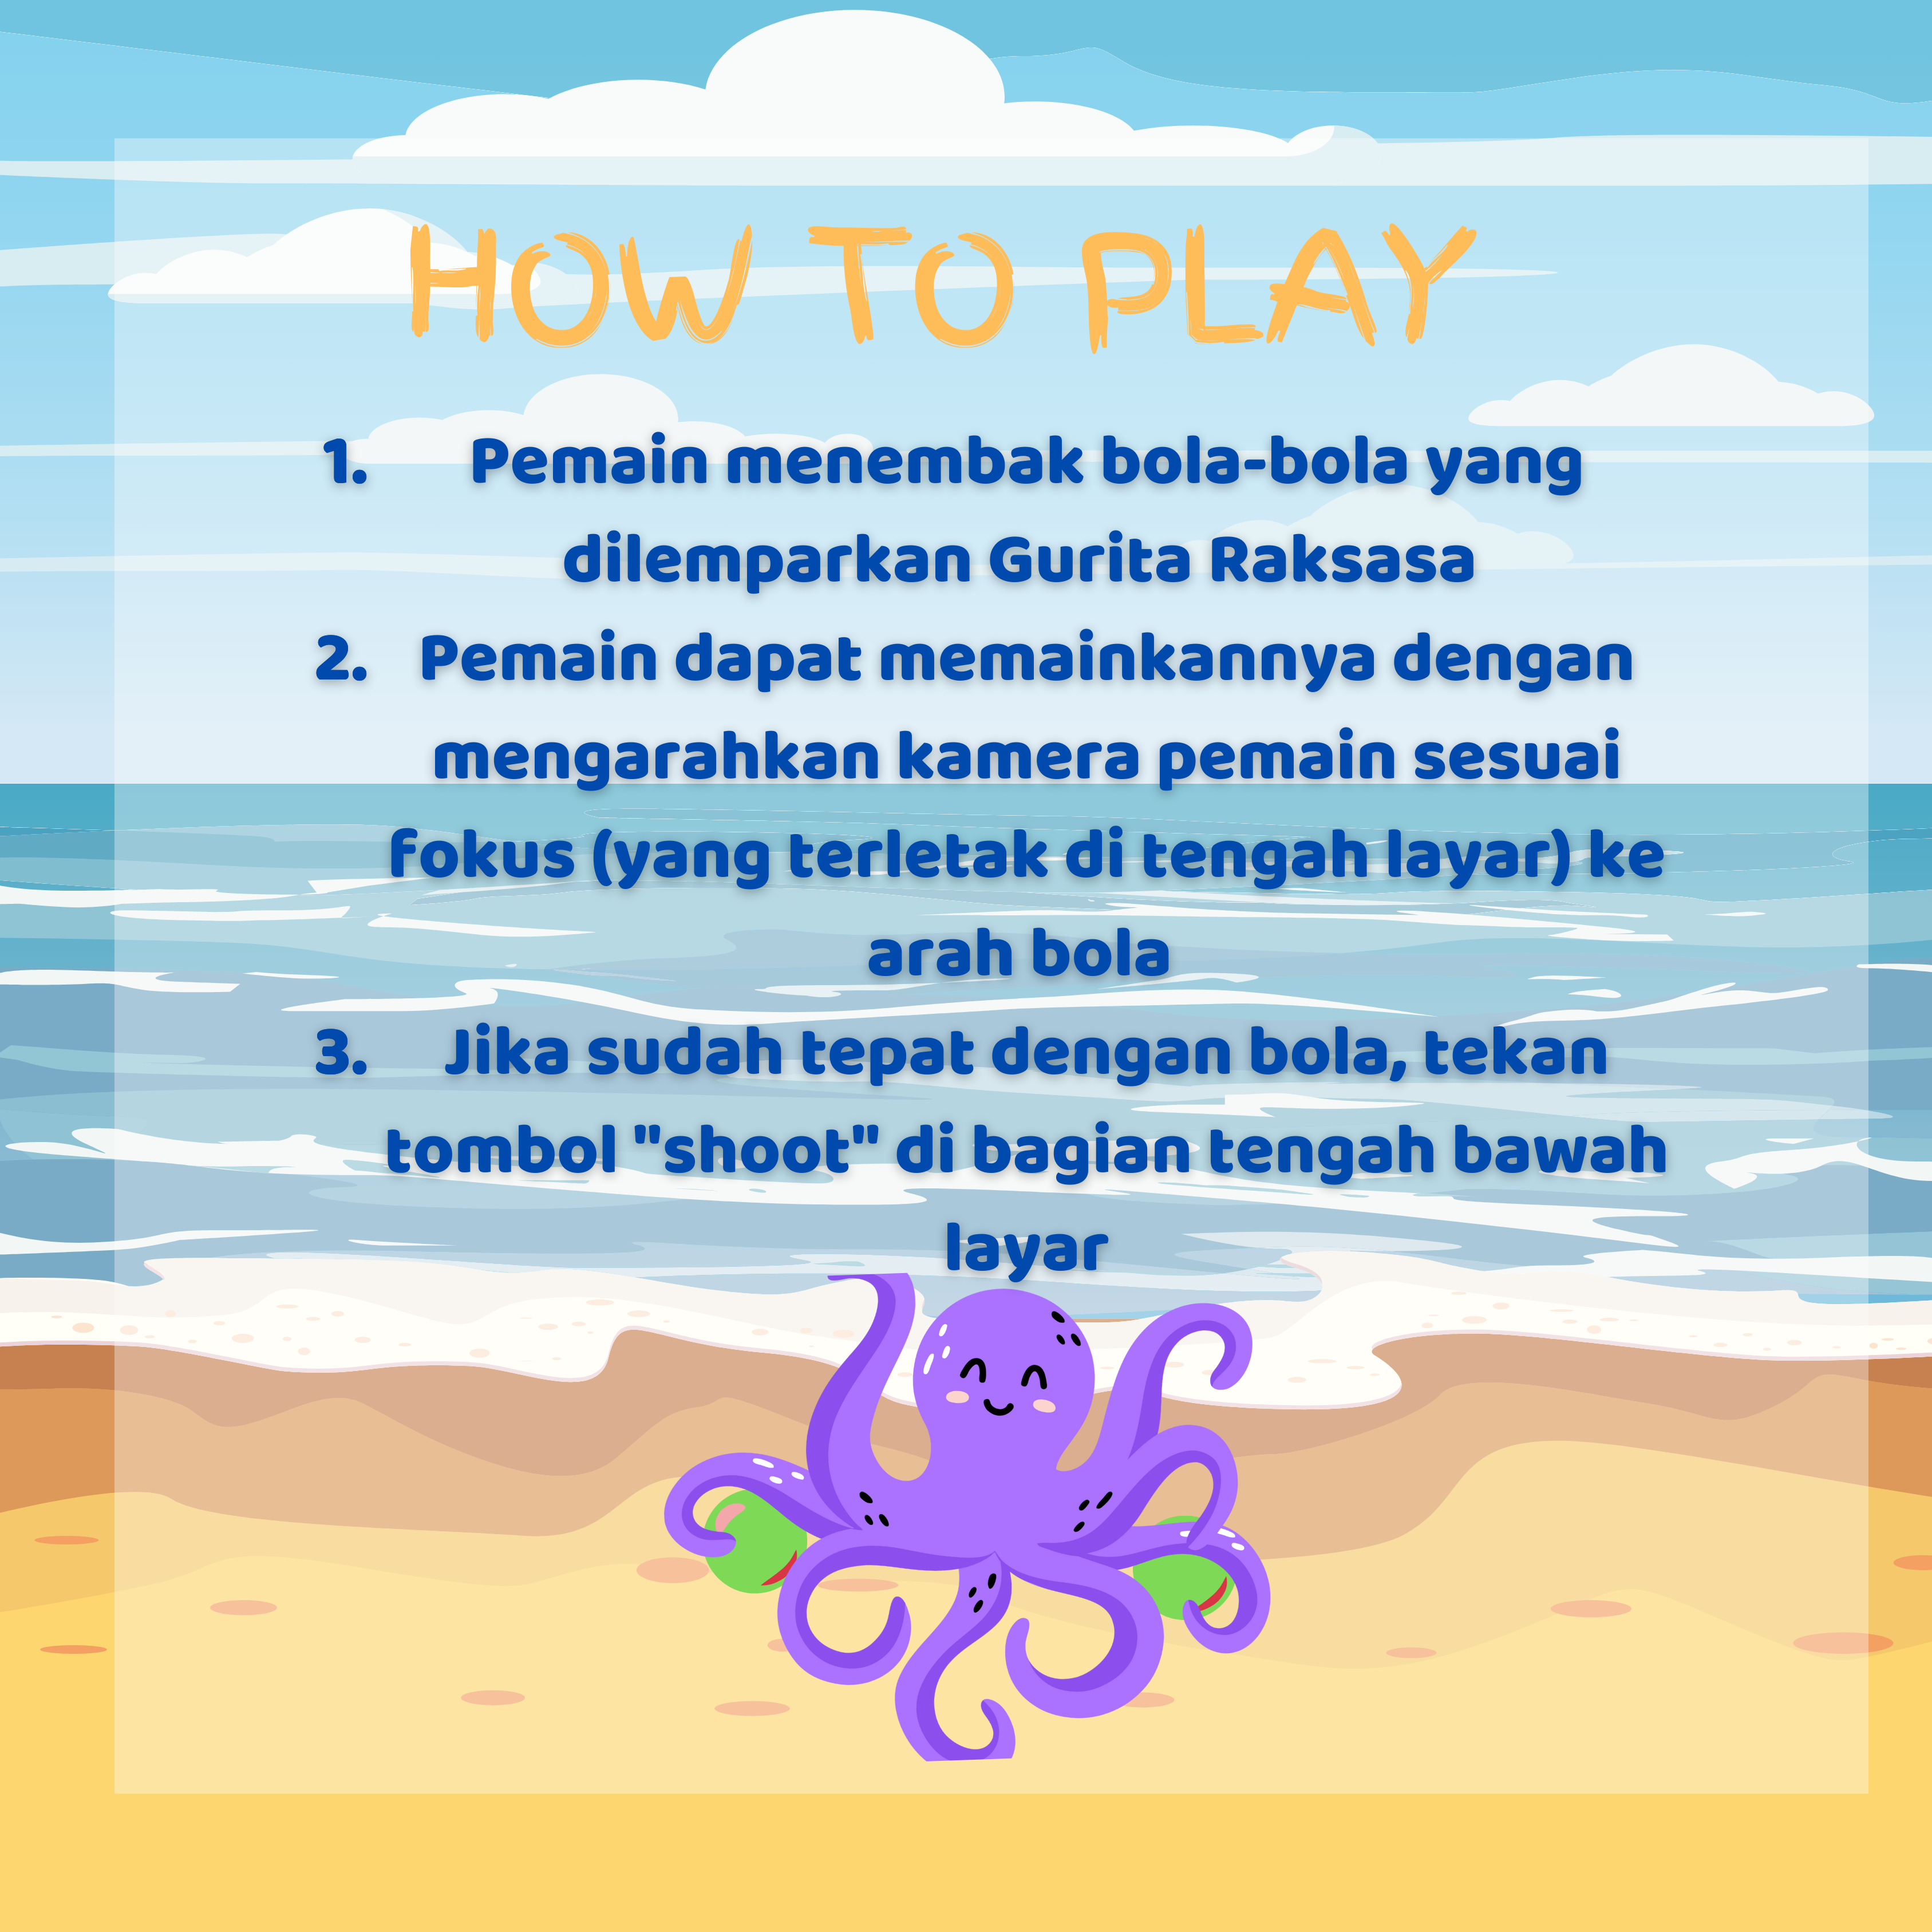 HOW TO PLAY
1. Pemain menembak bola-bola yang
dilemparkan Gurita Raksasa
2. Pemain dapat memainkannya dengan
mengarahkan kamera pemain sesuai
fokus (yang terletak di tengah layar) ke
arah bola
3. Jika sudah tepat dengan bola, tekan
tombol "shoot" di bagian tengah bawah
layar